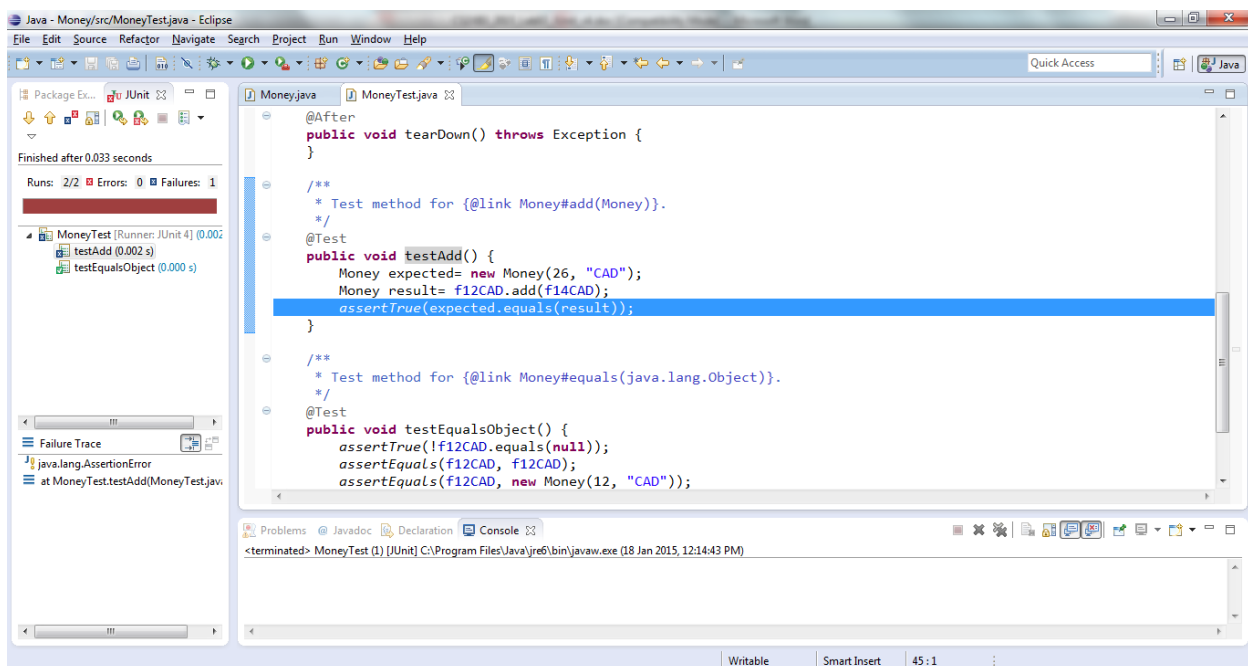 Java - Money/src/MoneyTest.java - Eclipse
File Edit Source Refactor Navigate Search Project Run Window Help
Quick Access
Java
Package Ex...
JUnit
Money.java
MoneyTest.java
Finished after 0.033 seconds
Runs: 2/2 Errors: 0 Failures: 1
MoneyTest [Runner: JUnit 4] (0.002
testAdd (0.002 s)
testEqualsObject (0.000 s)
Failure Trace
java.lang.AssertionError
at MoneyTest.testAdd(MoneyTest.java
@After
public void tearDown() throws Exception {
}
/**
* Test method for {@link Money#add(Money)}.
*/
@Test
public void testAdd() {
Money expected= new Money(26, "CAD");
Money result= f12CAD.add(f14CAD);
assertTrue(expected.equals(result));
}
/**
* Test method for {@link Money#equals(java.lang.Object)}.
*/
@Test
public void testEqualsObject() {
assertTrue(!f12CAD.equals(null));
assertEquals(f12CAD, f12CAD);
assertEquals(f12CAD, new Money(12, "CAD"));
Problems @ Javadoc Declaration Console
<terminated> MoneyTest (1) [JUnit] C:\Program Files\Java\jre6\bin\javaw.exe (18 Jan 2015, 12:14:43 PM)
Writable Smart Insert 45 : 1